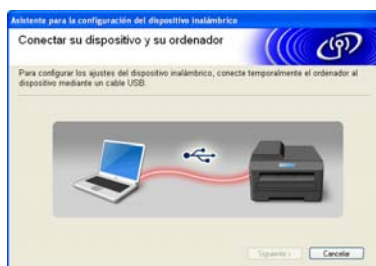 Asistente para la configuración del dispositivo inalámbrico
Conectar su dispositivo y su ordenador
Para configurar los ajustes del dispositivo inalámbrico, conecte temporalmente el ordenador al
dispositivo mediante un cable USB.
Siguiente >
Cancelar